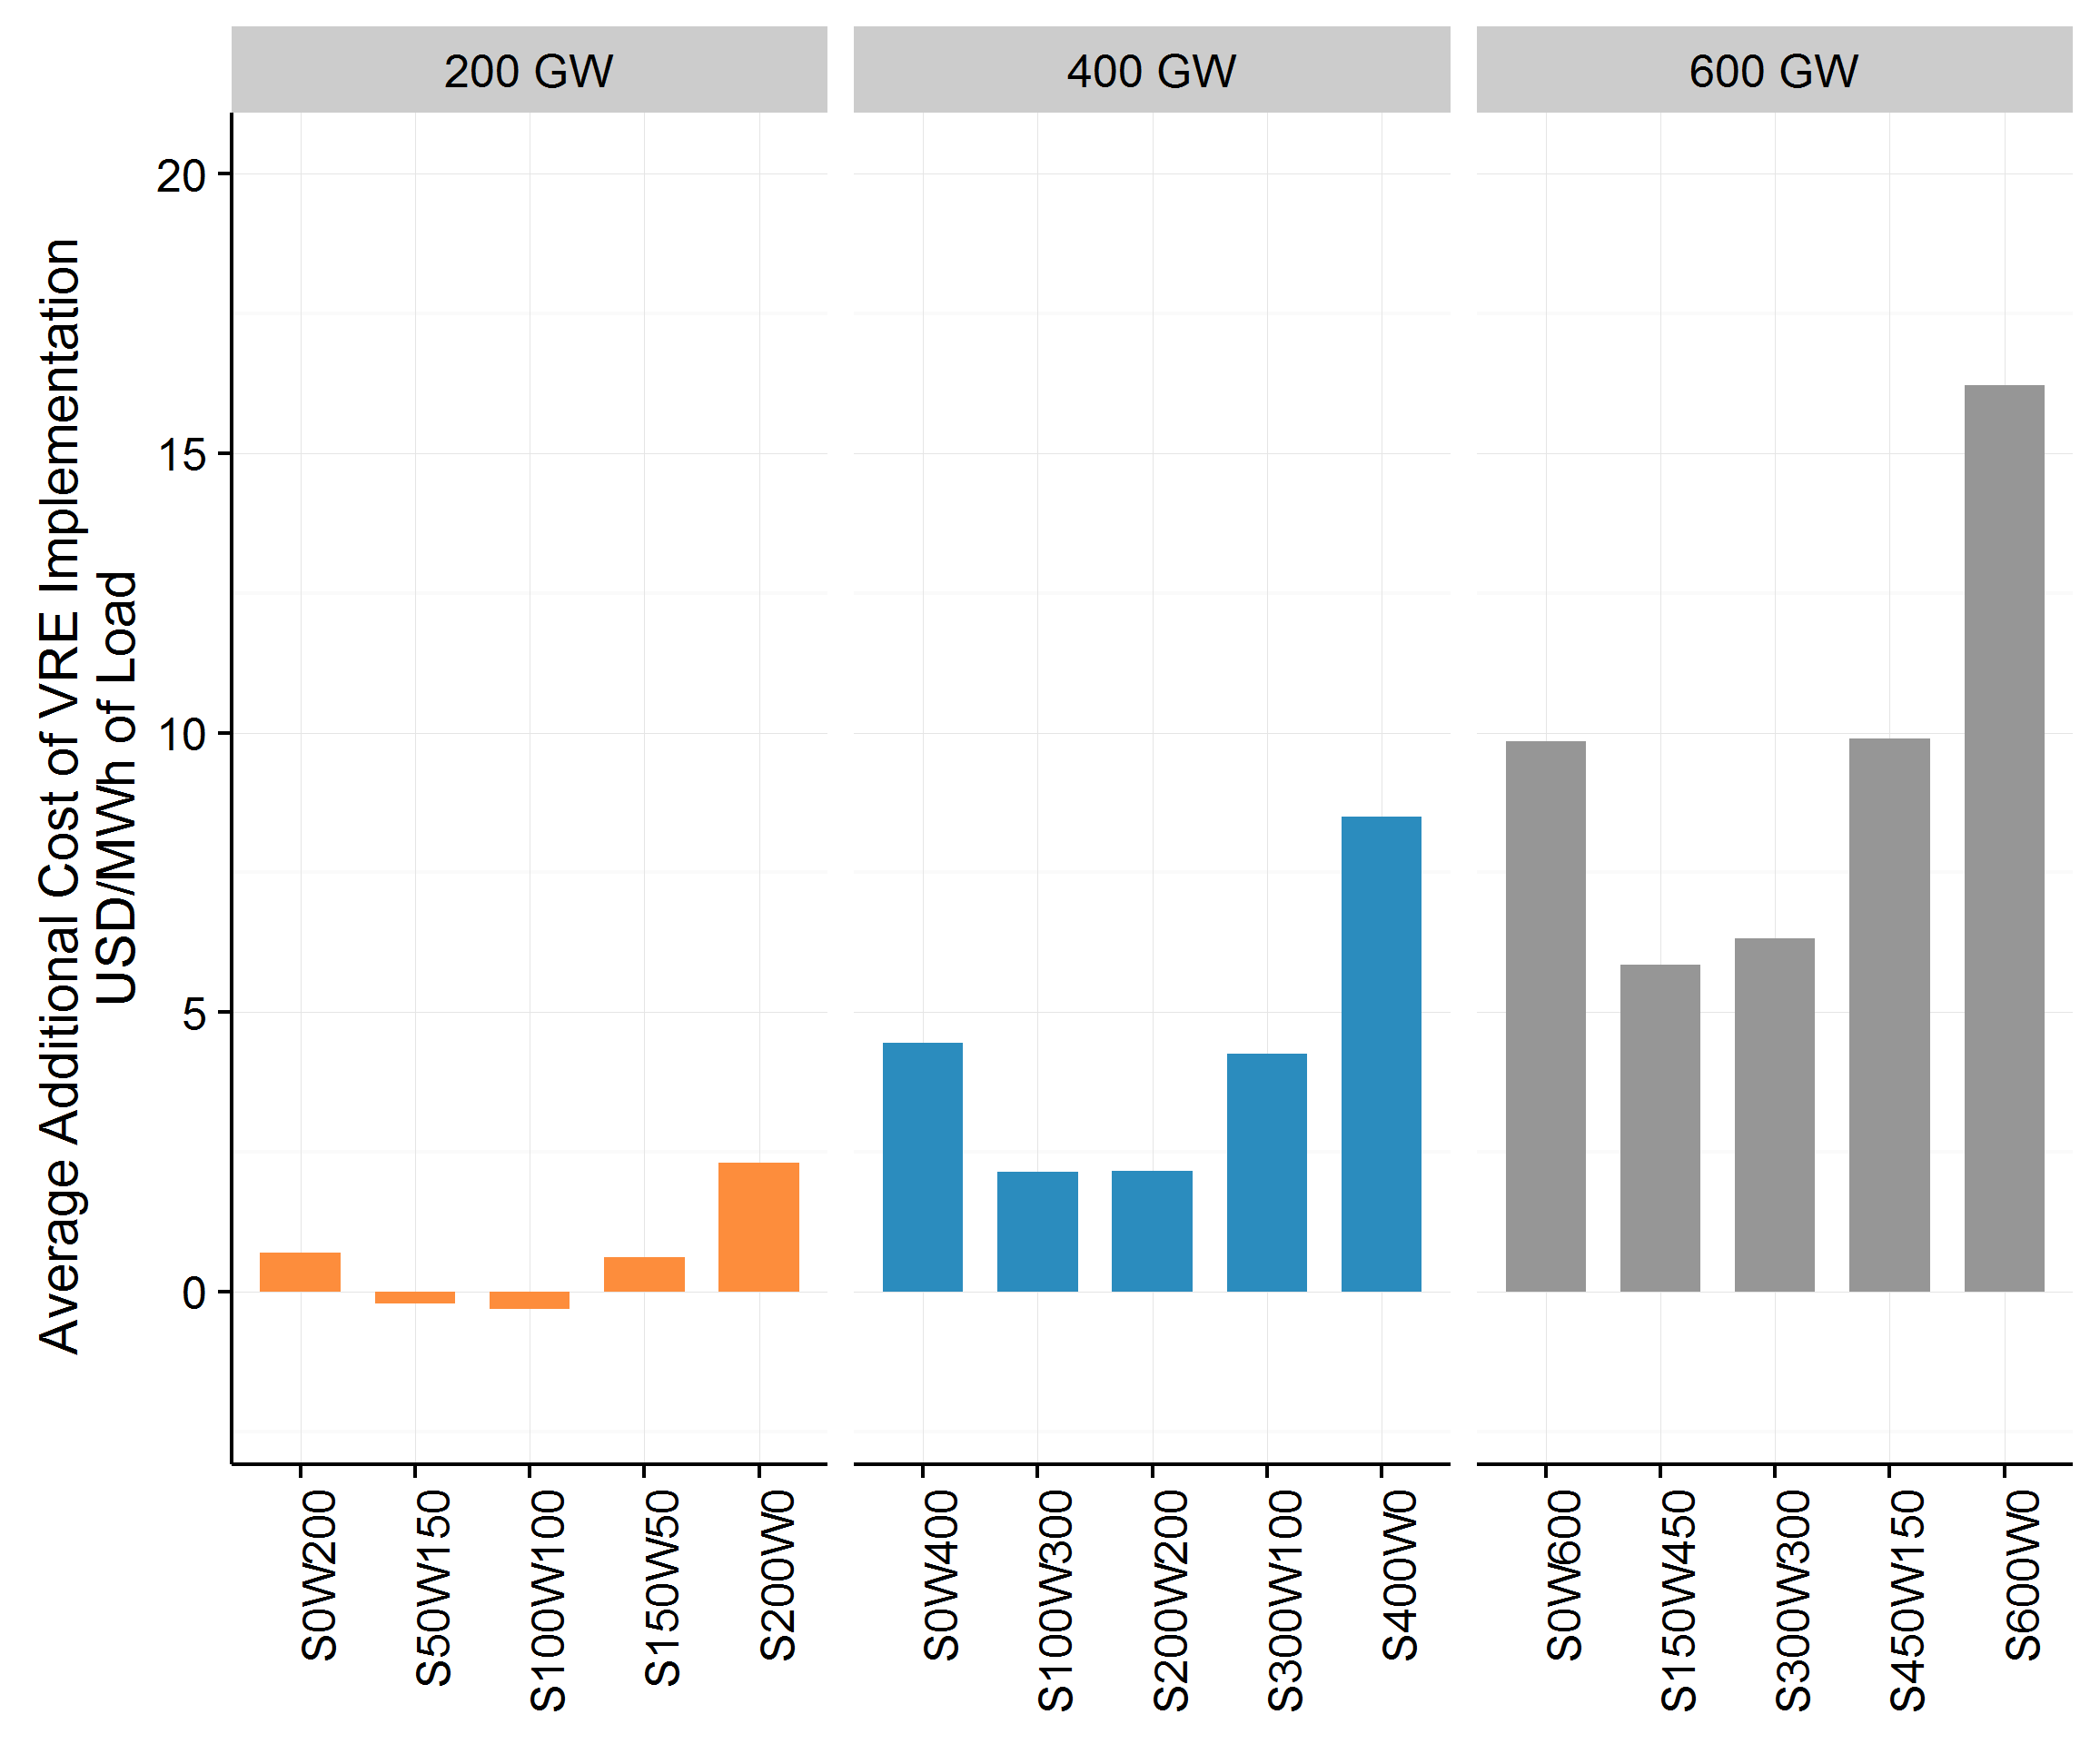 200 GW
400 GW
600 GW
Average Additional Cost of VRE Implementation
USD/MWh of Load
20
15
10
5
0
S0W200
S50W150
S100W100
S150W50
S200W0
S0W400
S100W300
S200W200
S300W100
S400W0
S0W600
S150W450
S300W300
S450W150
S600W0